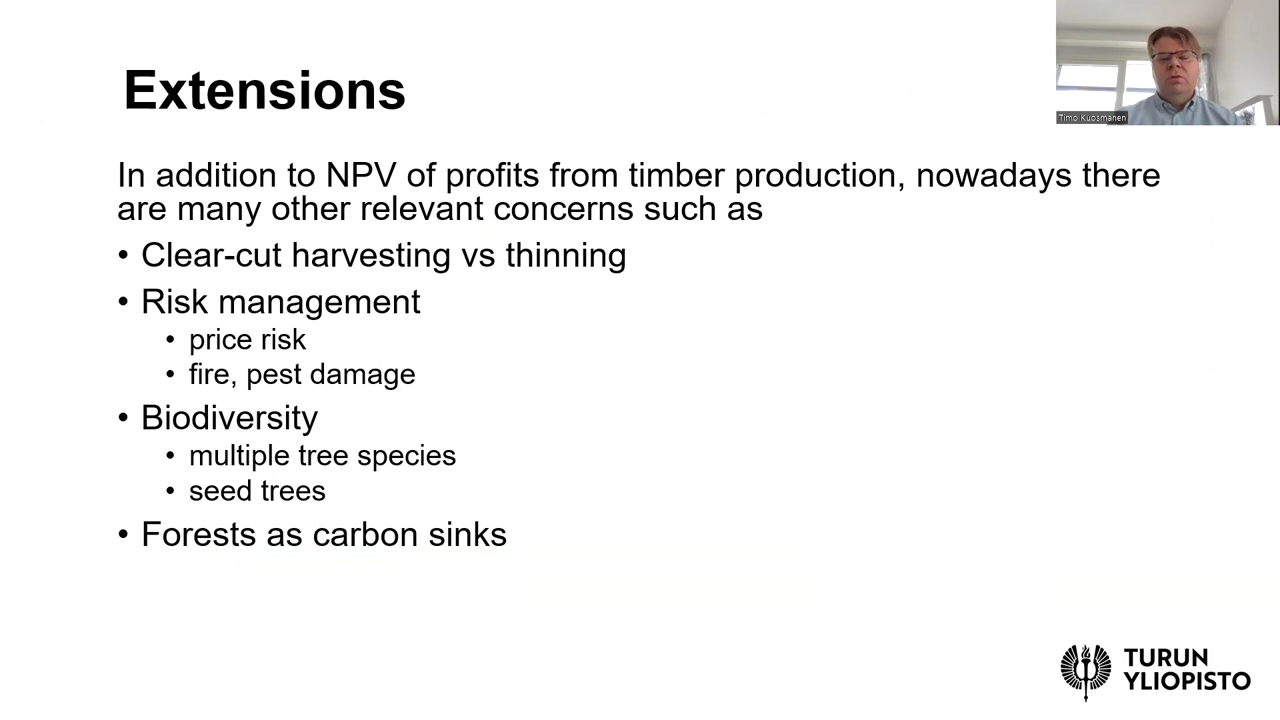 Extensions
Timo Kuosmanen
In addition to NPV of profits from timber production, nowadays there
are many other relevant concerns such as
• Clear-cut harvesting vs thinning
• Risk management
• price risk
• fire, pest damage
• Biodiversity
• multiple tree species
• seed trees
• Forests as carbon sinks
TURUN
YLIOPISTO